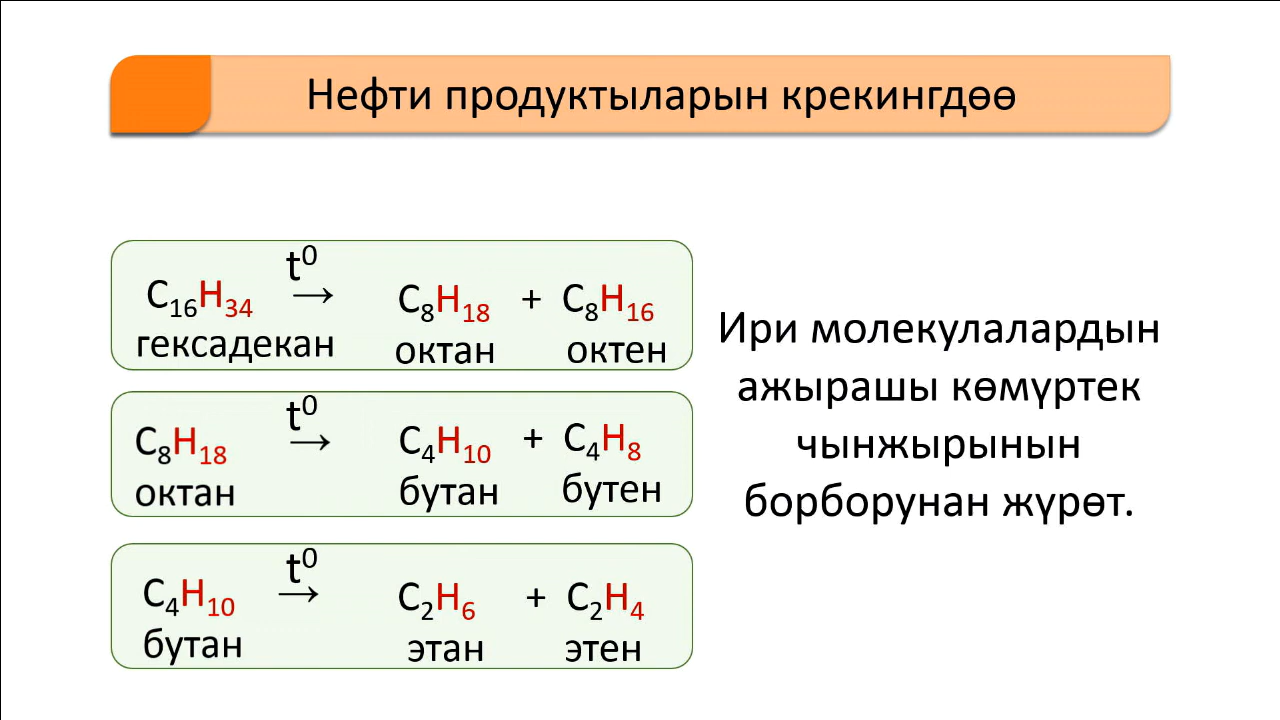 Нефти продуктыларын крекингдөө
t⁰
C₁₆H₃₄ → C₈H₁₈ + C₈H₁₆
гексадекан октан октен
t⁰
C₈H₁₈ → C₄H₁₀ + C₄H₈
октан бутан бутен
t⁰
C₄H₁₀ → C₂H₆ + C₂H₄
бутан этан этен
Ири молекулалардын
ажырашы көмүртек
чынжырынын
борборунан жүрөт.